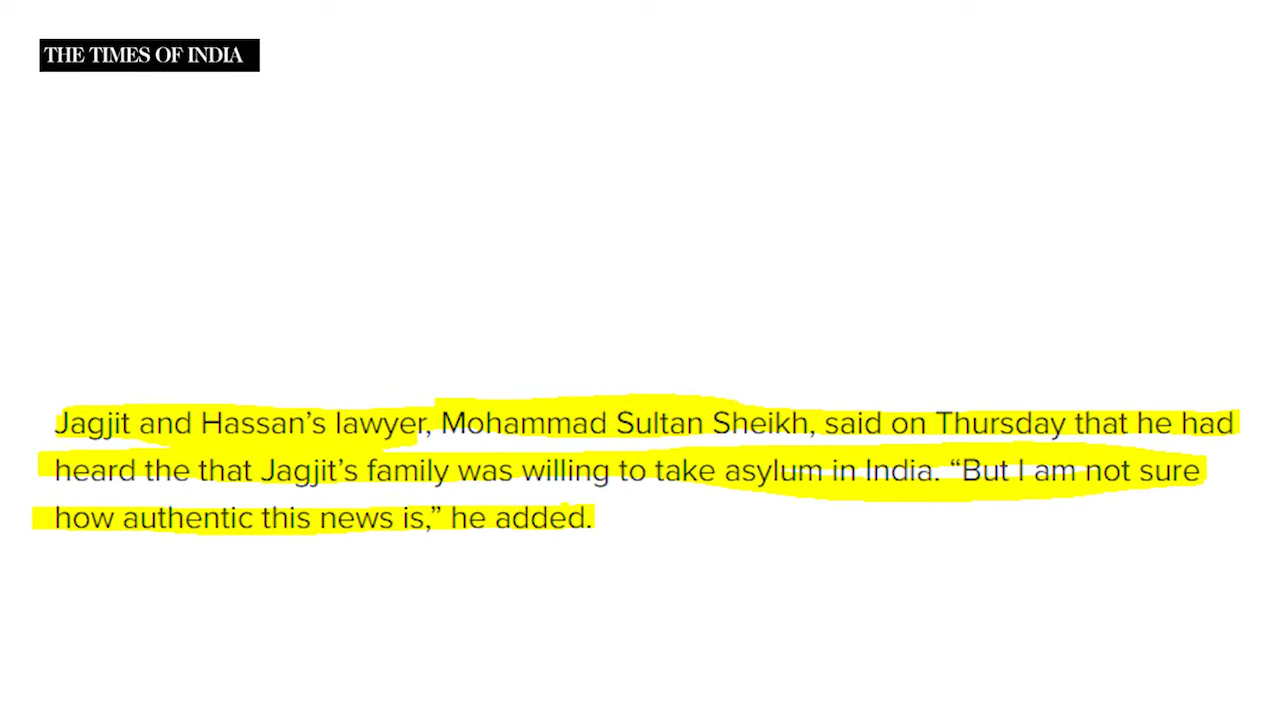 THE TIMES OF INDIA
Jagjit and Hassan’s lawyer, Mohammad Sultan Sheikh, said on Thursday that he had
heard the that Jagjit’s family was willing to take asylum in India. “But I am not sure
how authentic this news is,” he added.